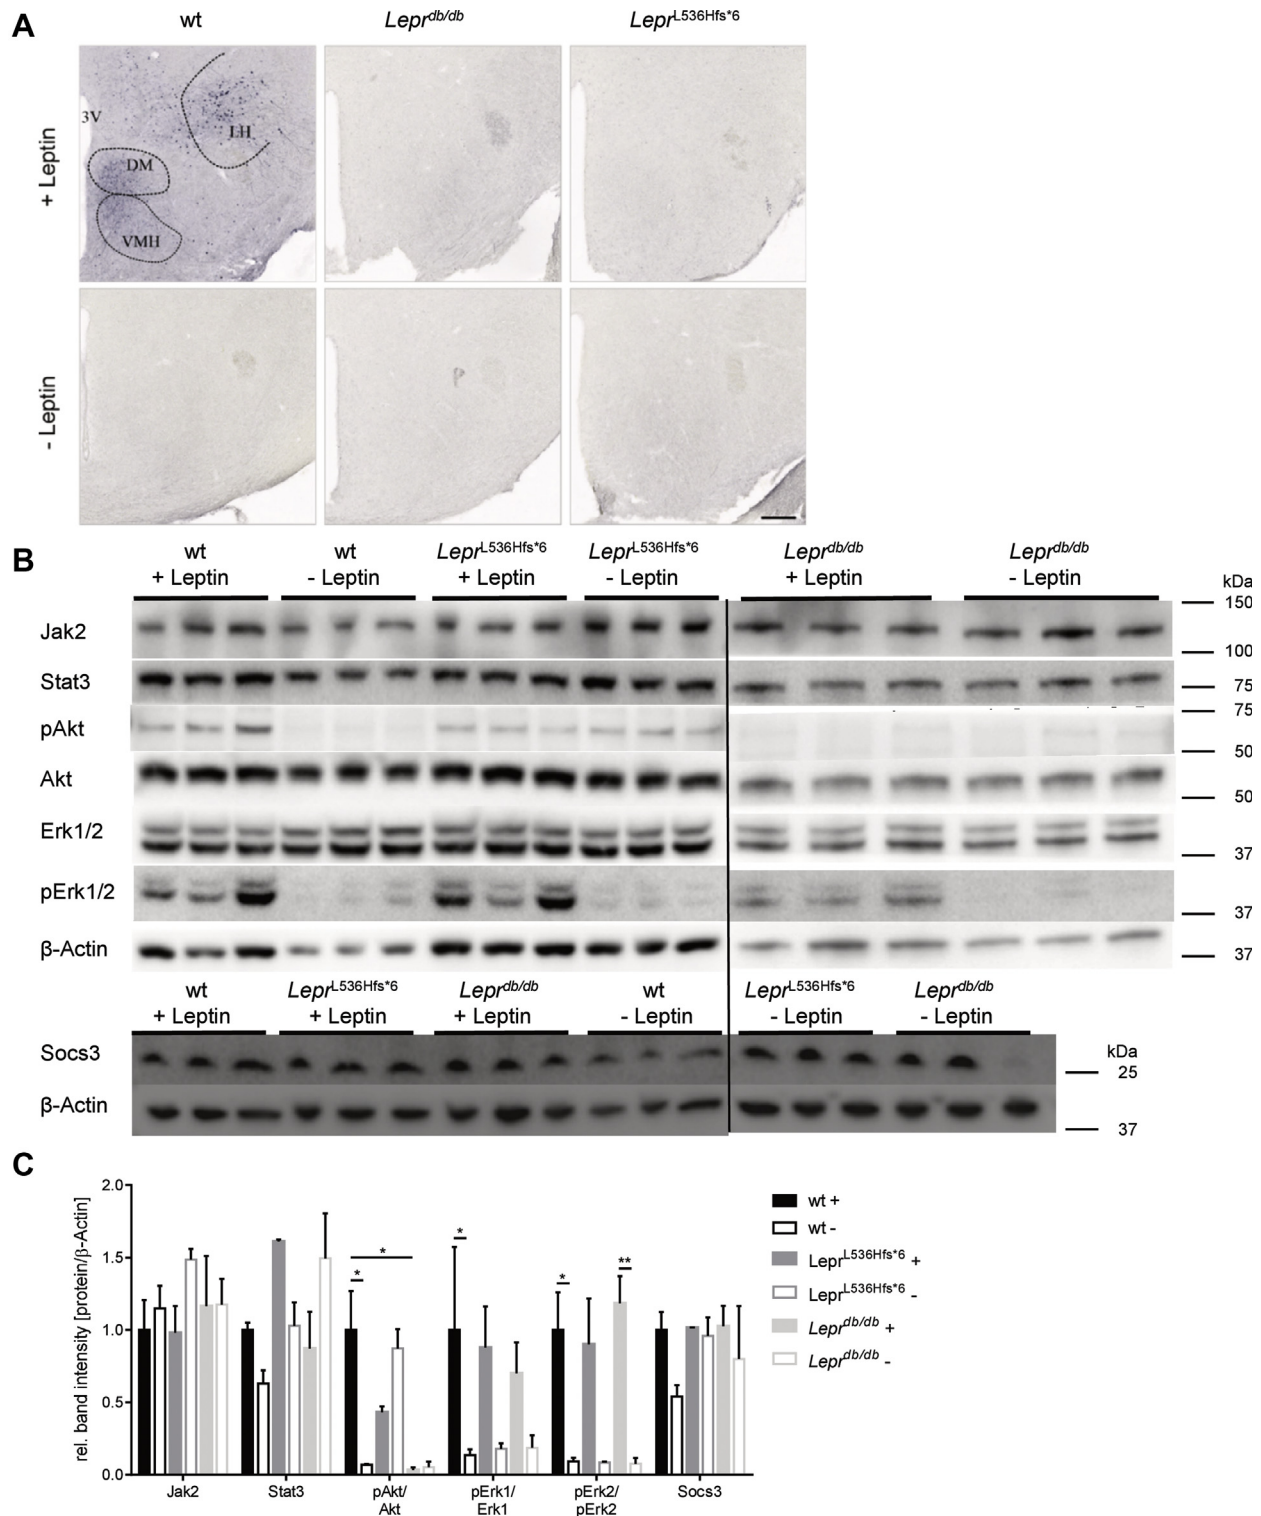 A
wt
Lepr^db/db
Lepr^L536Hfs*6
+ Leptin
3V
LH
DM
VMH
- Leptin
B
wt
wt
Lepr^L536Hfs*6
Lepr^L536Hfs*6
Lepr^db/db
Lepr^db/db
+ Leptin
- Leptin
+ Leptin
- Leptin
+ Leptin
- Leptin
kDa
150
Jak2
100
Stat3
75
75
pAkt
50
Akt
50
Erk1/2
37
pErk1/2
37
β-Actin
37
wt
Lepr^L536Hfs*6
Lepr^db/db
wt
Lepr^L536Hfs*6
Lepr^db/db
+ Leptin
+ Leptin
+ Leptin
- Leptin
- Leptin
- Leptin
Socs3
kDa
25
β-Actin
37
C
rel. band intensity [protein/β-Actin]
2.0
1.5
1.0
0.5
0.0
*
*
*
*
**
Jak2
Stat3
pAkt/
Akt
pErk1/
Erk1
pErk2/
pErk2
Socs3
wt +
wt -
Lepr^L536Hfs*6 +
Lepr^L536Hfs*6 -
Lepr^db/db +
Lepr^db/db -